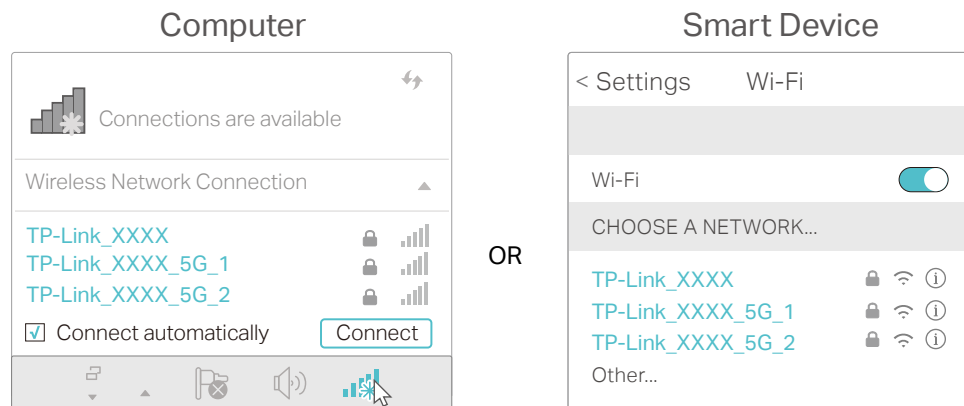 Computer
Connections are available
Wireless Network Connection
TP-Link_XXXX
TP-Link_XXXX_5G_1
TP-Link_XXXX_5G_2
Connect automatically
Connect
OR
Smart Device
< Settings
Wi-Fi
Wi-Fi
CHOOSE A NETWORK...
TP-Link_XXXX
TP-Link_XXXX_5G_1
TP-Link_XXXX_5G_2
Other...